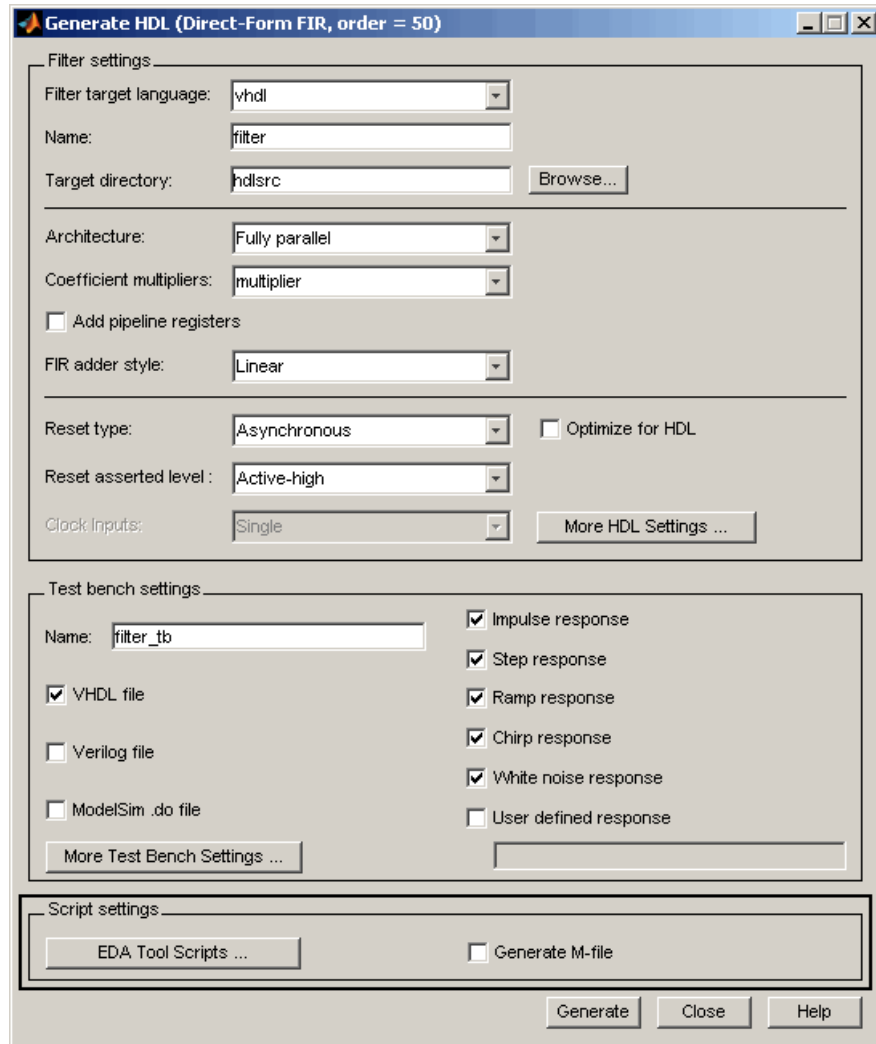 Generate HDL (Direct-Form FIR, order = 50)
Filter settings
Filter target language: vhdl
Name: filter
Target directory: hdlsrc Browse...
Architecture: Fully parallel
Coefficient multipliers: multiplier
Add pipeline registers
FIR adder style: Linear
Reset type: Asynchronous Optimize for HDL
Reset asserted level : Active-high
Clock Inputs: Single More HDL Settings ...
Test bench settings
Name: filter_tb
VHDL file
Verilog file
ModelSim .do file
More Test Bench Settings ...
Impulse response
Step response
Ramp response
Chirp response
White noise response
User defined response
Script settings
EDA Tool Scripts ... Generate M-file
Generate Close Help